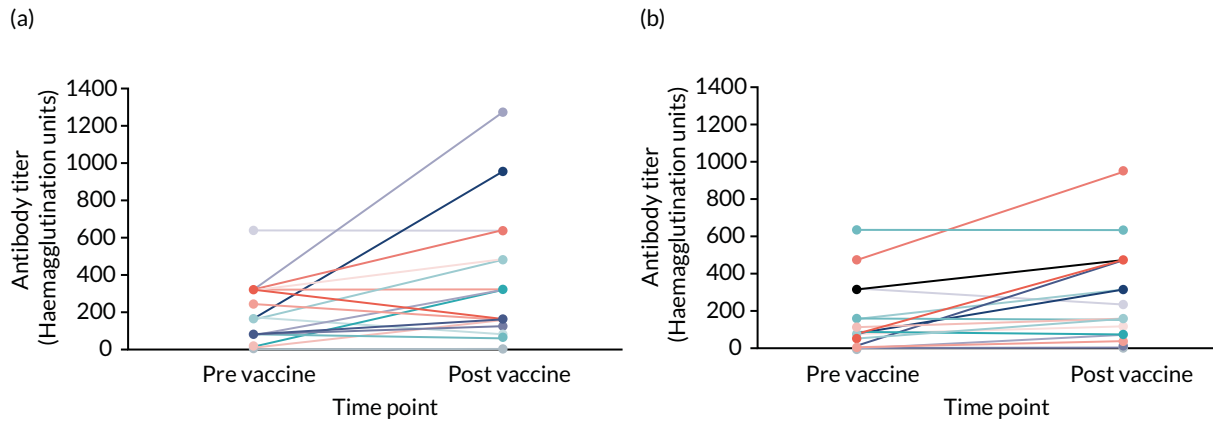 (a)
Antibody titer
(Haemagglutination units)
1400
1200
1000
800
600
400
200
0
Pre vaccine
Post vaccine
Time point
(b)
Antibody titer
(Haemagglutination units)
1400
1200
1000
800
600
400
200
0
Pre vaccine
Post vaccine
Time point